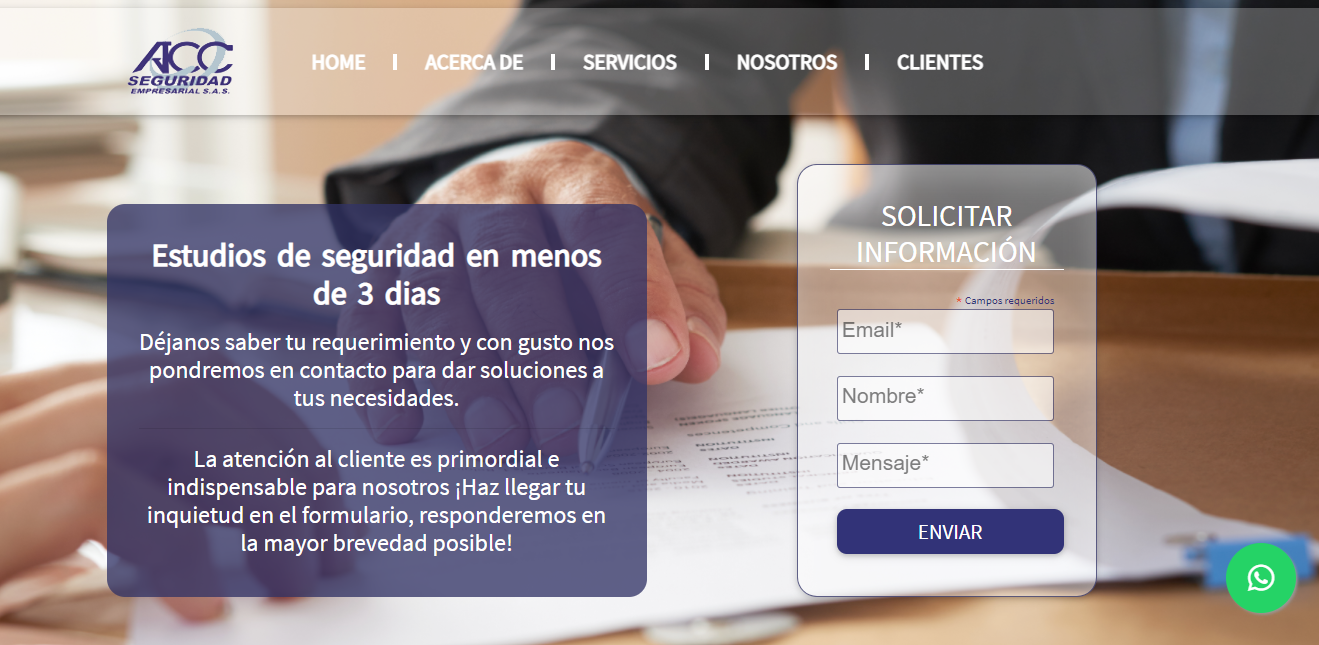 ACC
SEGURIDAD
EMPRESARIAL S.A.S.
HOME
ACERCA DE
SERVICIOS
NOSOTROS
CLIENTES
Estudios de seguridad en menos
de 3 dias
Déjanos saber tu requerimiento y con gusto nos
pondremos en contacto para dar soluciones a
tus necesidades.
La atención al cliente es primordial e
indispensable para nosotros ¡Haz llegar tu
inquietud en el formulario, responderemos en
la mayor brevedad posible!
SOLICITAR
INFORMACIÓN
* Campos requeridos
Email*
Nombre*
Mensaje*
ENVIAR